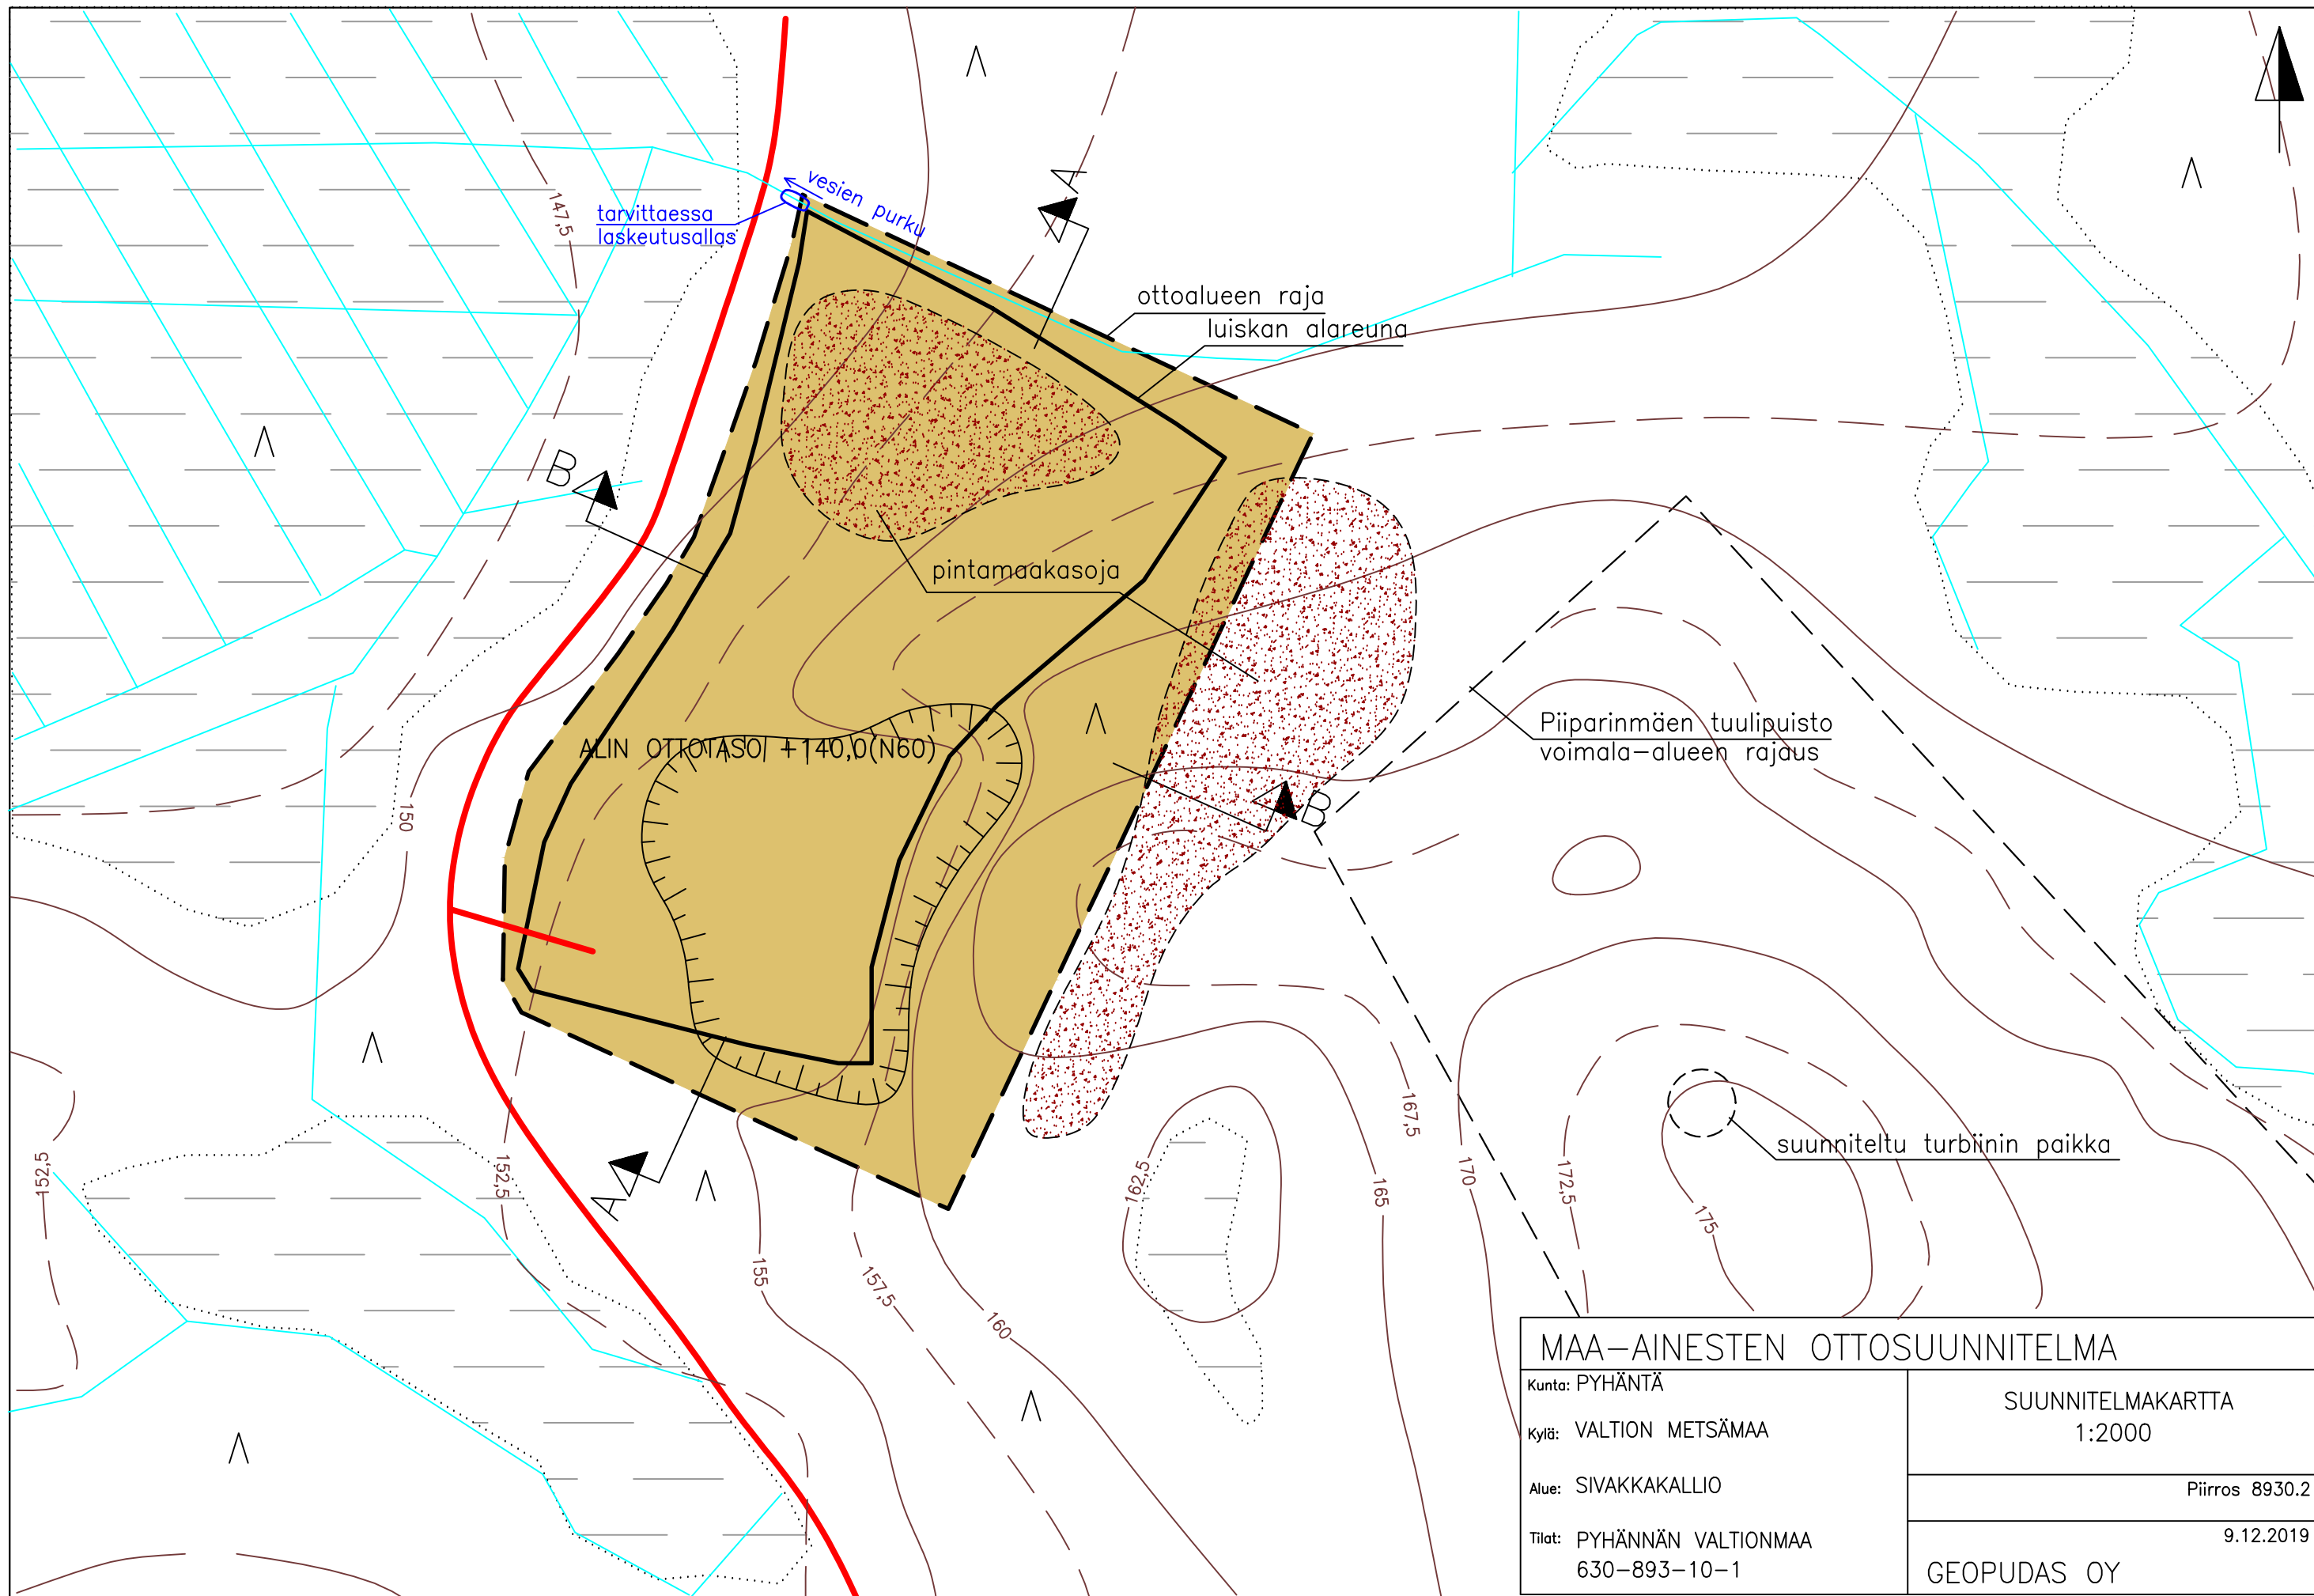 147,5
vesien purku
tarvittaessa
laskeutusallas
A
ottoalueen raja
luiskan alareuna
B
pintamaakasoja
Piiparinmäen tuulipuisto
voimala-alueen rajaus
ALIN OTTOTASO +140,0(N60)
B
150
167,5
suunniteltu turbiinin paikka
152,5
152,5
162,5
165
170
172,5
175
A
155
157,5
160
MAA-AINESTEN OTTOSUUNNITELMA
Kunta: PYHÄNTÄ
Kylä: VALTION METSÄMAA
Alue: SIVAKKAKALLIO
Tilat: PYHÄNNÄN VALTIONMAA
630-893-10-1
SUUNNITELMAKARTTA
1:2000
Piirros 8930.2
9.12.2019
GEOPUDAS OY